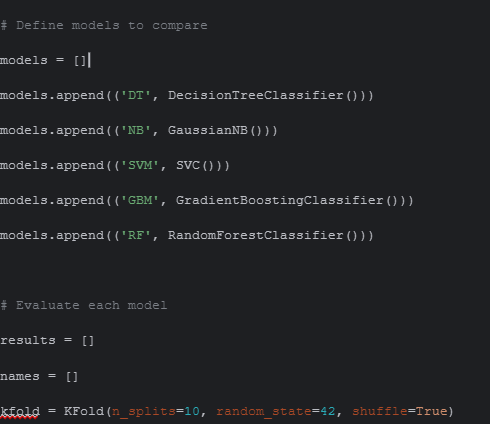 # Define models to compare
models = []
models.append(('DT', DecisionTreeClassifier()))
models.append(('NB', GaussianNB()))
models.append(('SVM', SVC()))
models.append(('GBM', GradientBoostingClassifier()))
models.append(('RF', RandomForestClassifier()))
# Evaluate each model
results = []
names = []
kfold = KFold(n_splits=10, random_state=42, shuffle=True)